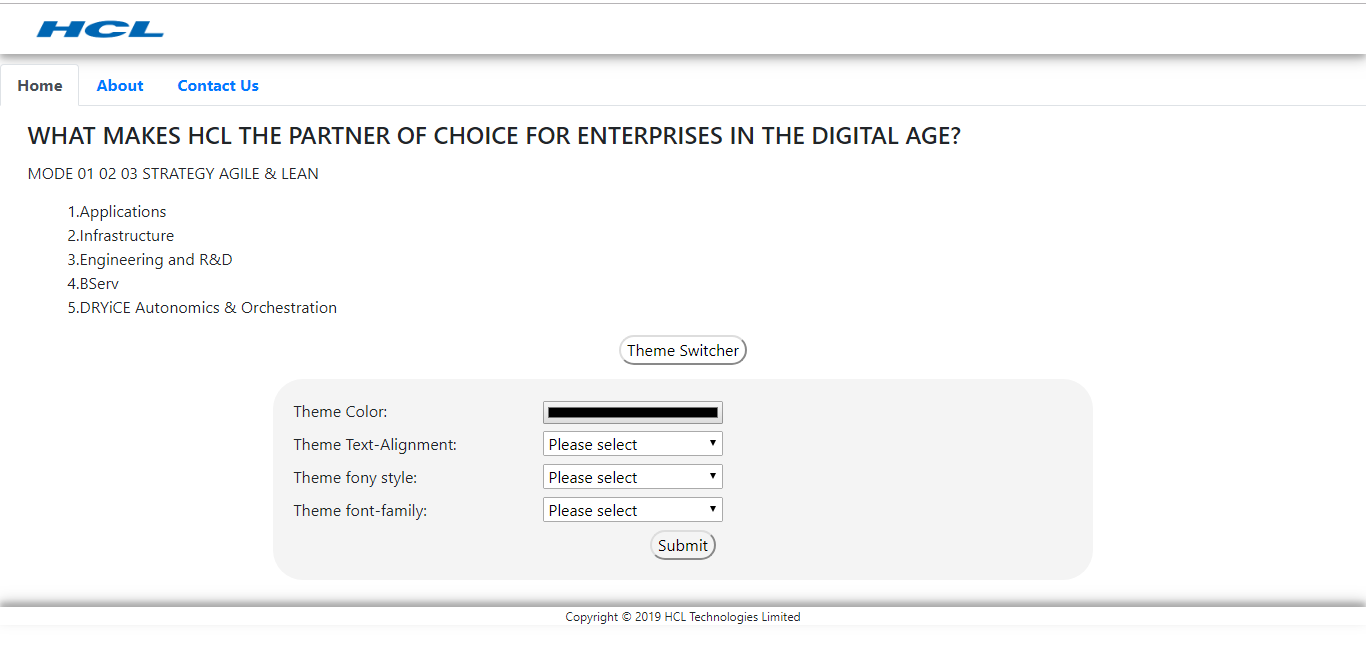 HCL
Home About Contact Us
WHAT MAKES HCL THE PARTNER OF CHOICE FOR ENTERPRISES IN THE DIGITAL AGE?
MODE 01 02 03 STRATEGY AGILE & LEAN
1.Applications
2.Infrastructure
3.Engineering and R&D
4.BServ
5.DRYiCE Autonomics & Orchestration
Theme Switcher
Theme Color:
Theme Text-Alignment: Please select
Theme fony style: Please select
Theme font-family: Please select
Submit
Copyright © 2019 HCL Technologies Limited